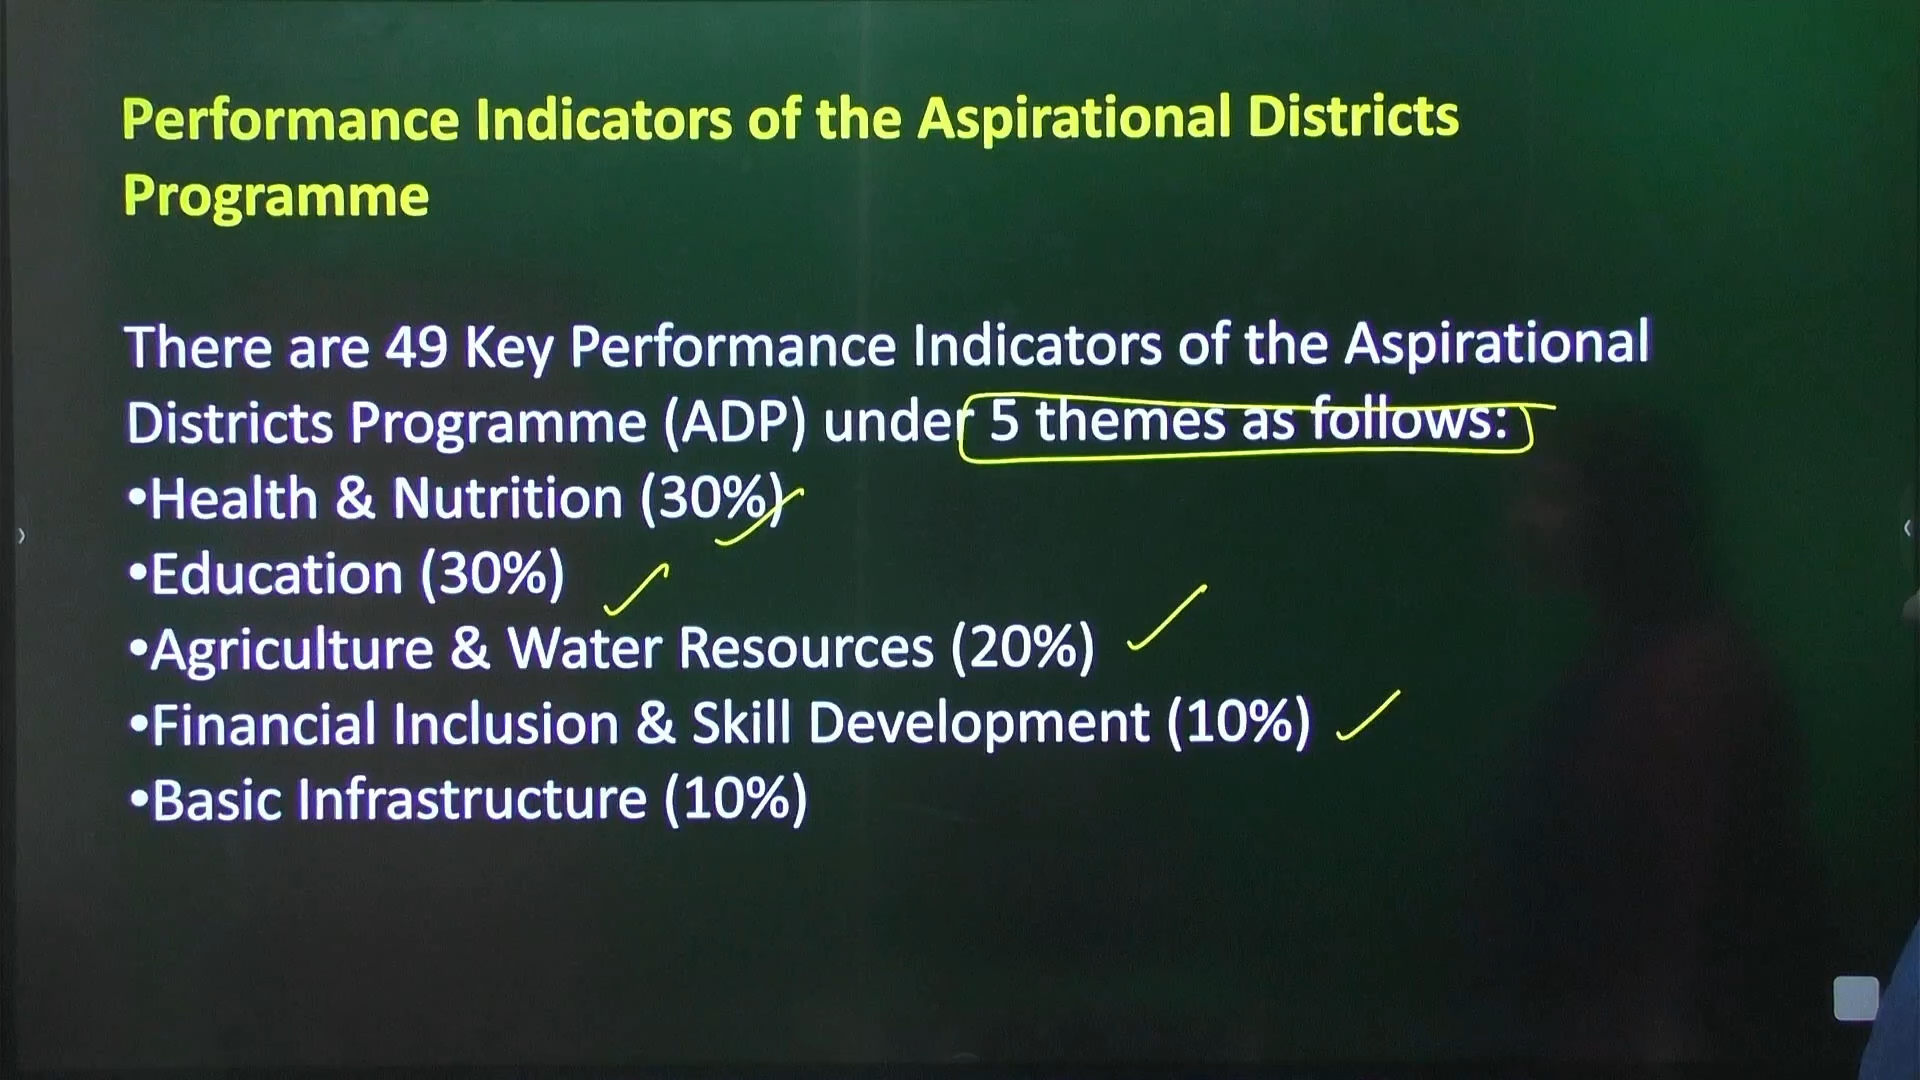 Performance Indicators of the Aspirational Districts
Programme
There are 49 Key Performance Indicators of the Aspirational
Districts Programme (ADP) under 5 themes as follows:
•Health & Nutrition (30%)
•Education (30%)
•Agriculture & Water Resources (20%)
•Financial Inclusion & Skill Development (10%)
•Basic Infrastructure (10%)